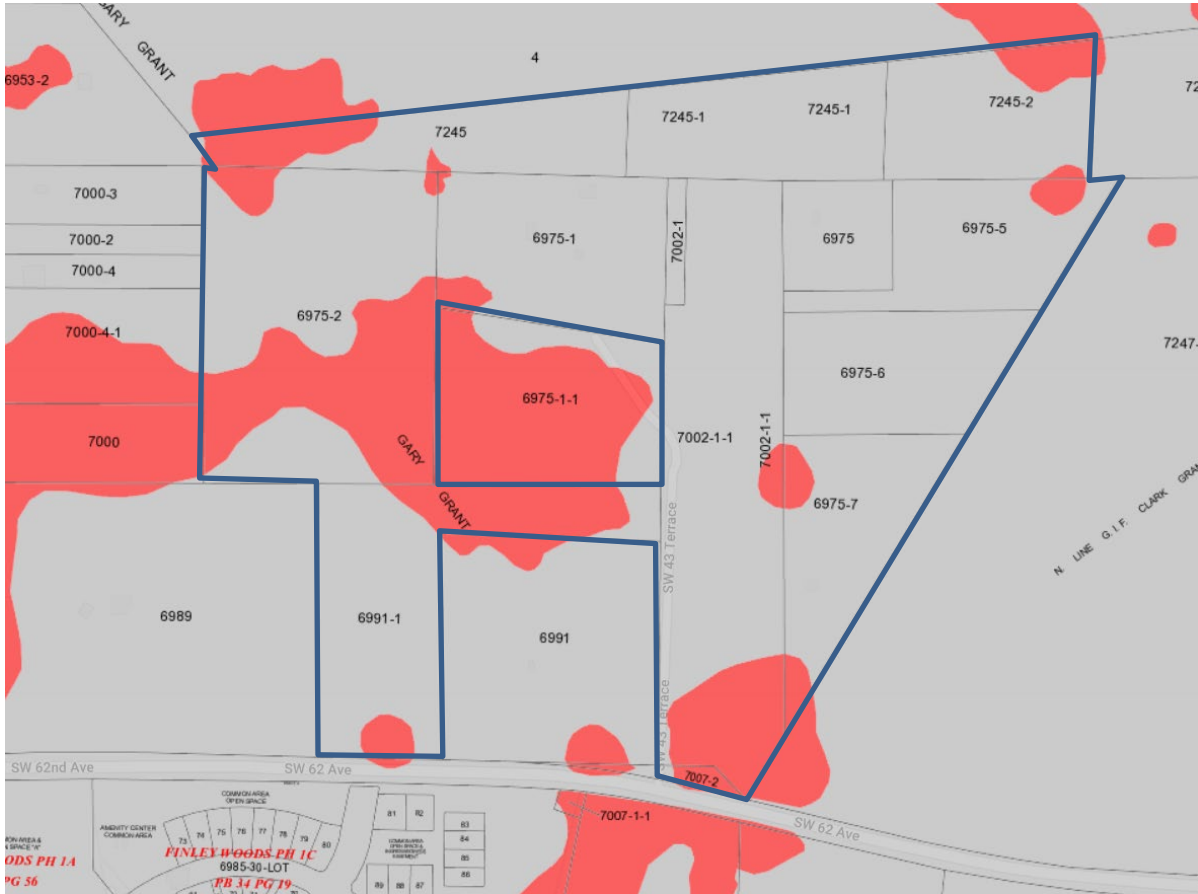 GARY GRANT
4
6953-2
7245
7245-1
7245-1
7245-2
7000-3
7000-2
7000-4
7000-4-1
7000
6975-1
7002-1
6975
6975-5
6975-2
6975-1-1
6975-6
7247-
7002-1-1
7002-1-1
6975-7
GARY
GRANT
N. LINE G.I.F. CLARK GRAN
SW 43 Terrace
6989
6991-1
6991
SW 43 Terrace
7007-2
SW 62nd Ave
SW 62 Ave
SW 62 Ave
7007-1-1
COMMON AREA
OPEN SPACE
AMENITY CENTER
COMMON AREA
73 74 75 76 77 78 79 80
81 82
83
84
85
86
89 88 87
FINLEY WOODS PH 1C
6985-30-LOT
PB 34 PG 19
ODS PH 1A
PG 56